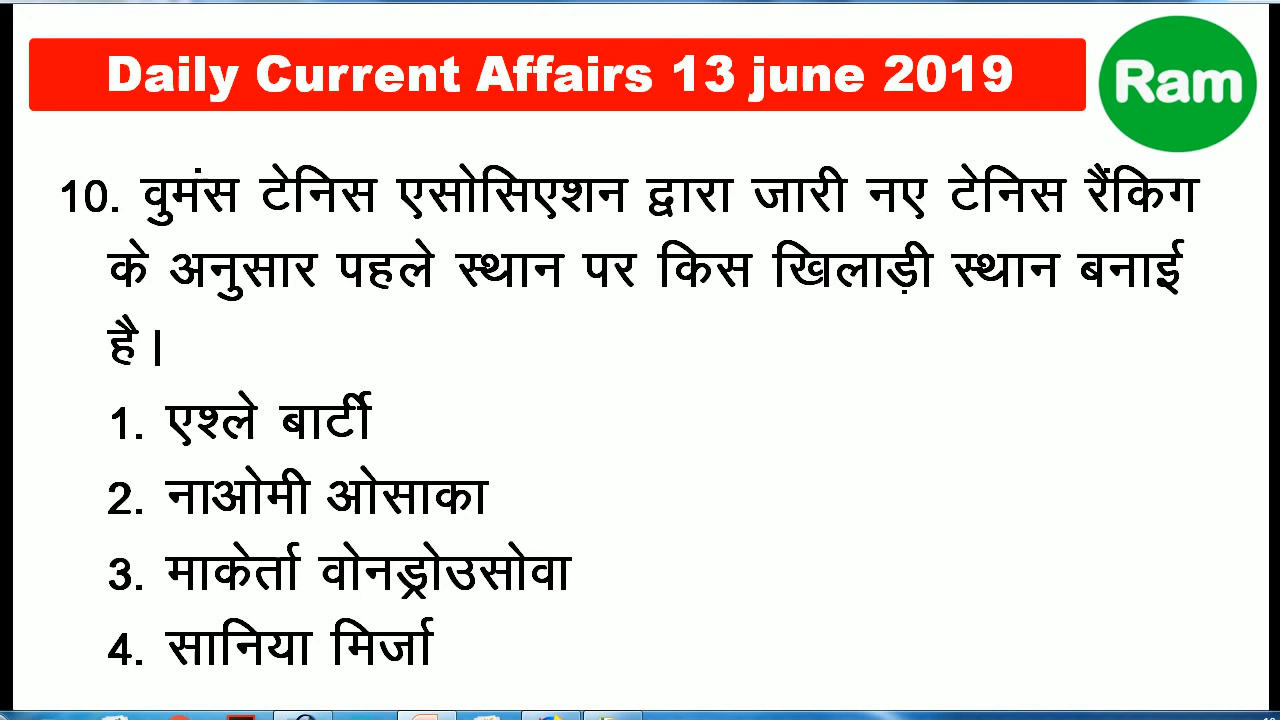 Daily Current Affairs 13 june 2019
Ram
10. वुमंस टेनिस एसोसिएशन द्वारा जारी नए टेनिस रैंकिग
के अनुसार पहले स्थान पर किस खिलाड़ी स्थान बनाई
है।
1. एश्ले बार्टी
2. नाओमी ओसाका
3. मार्केता वोनड्रोउसोवा
4. सानिया मिर्जा